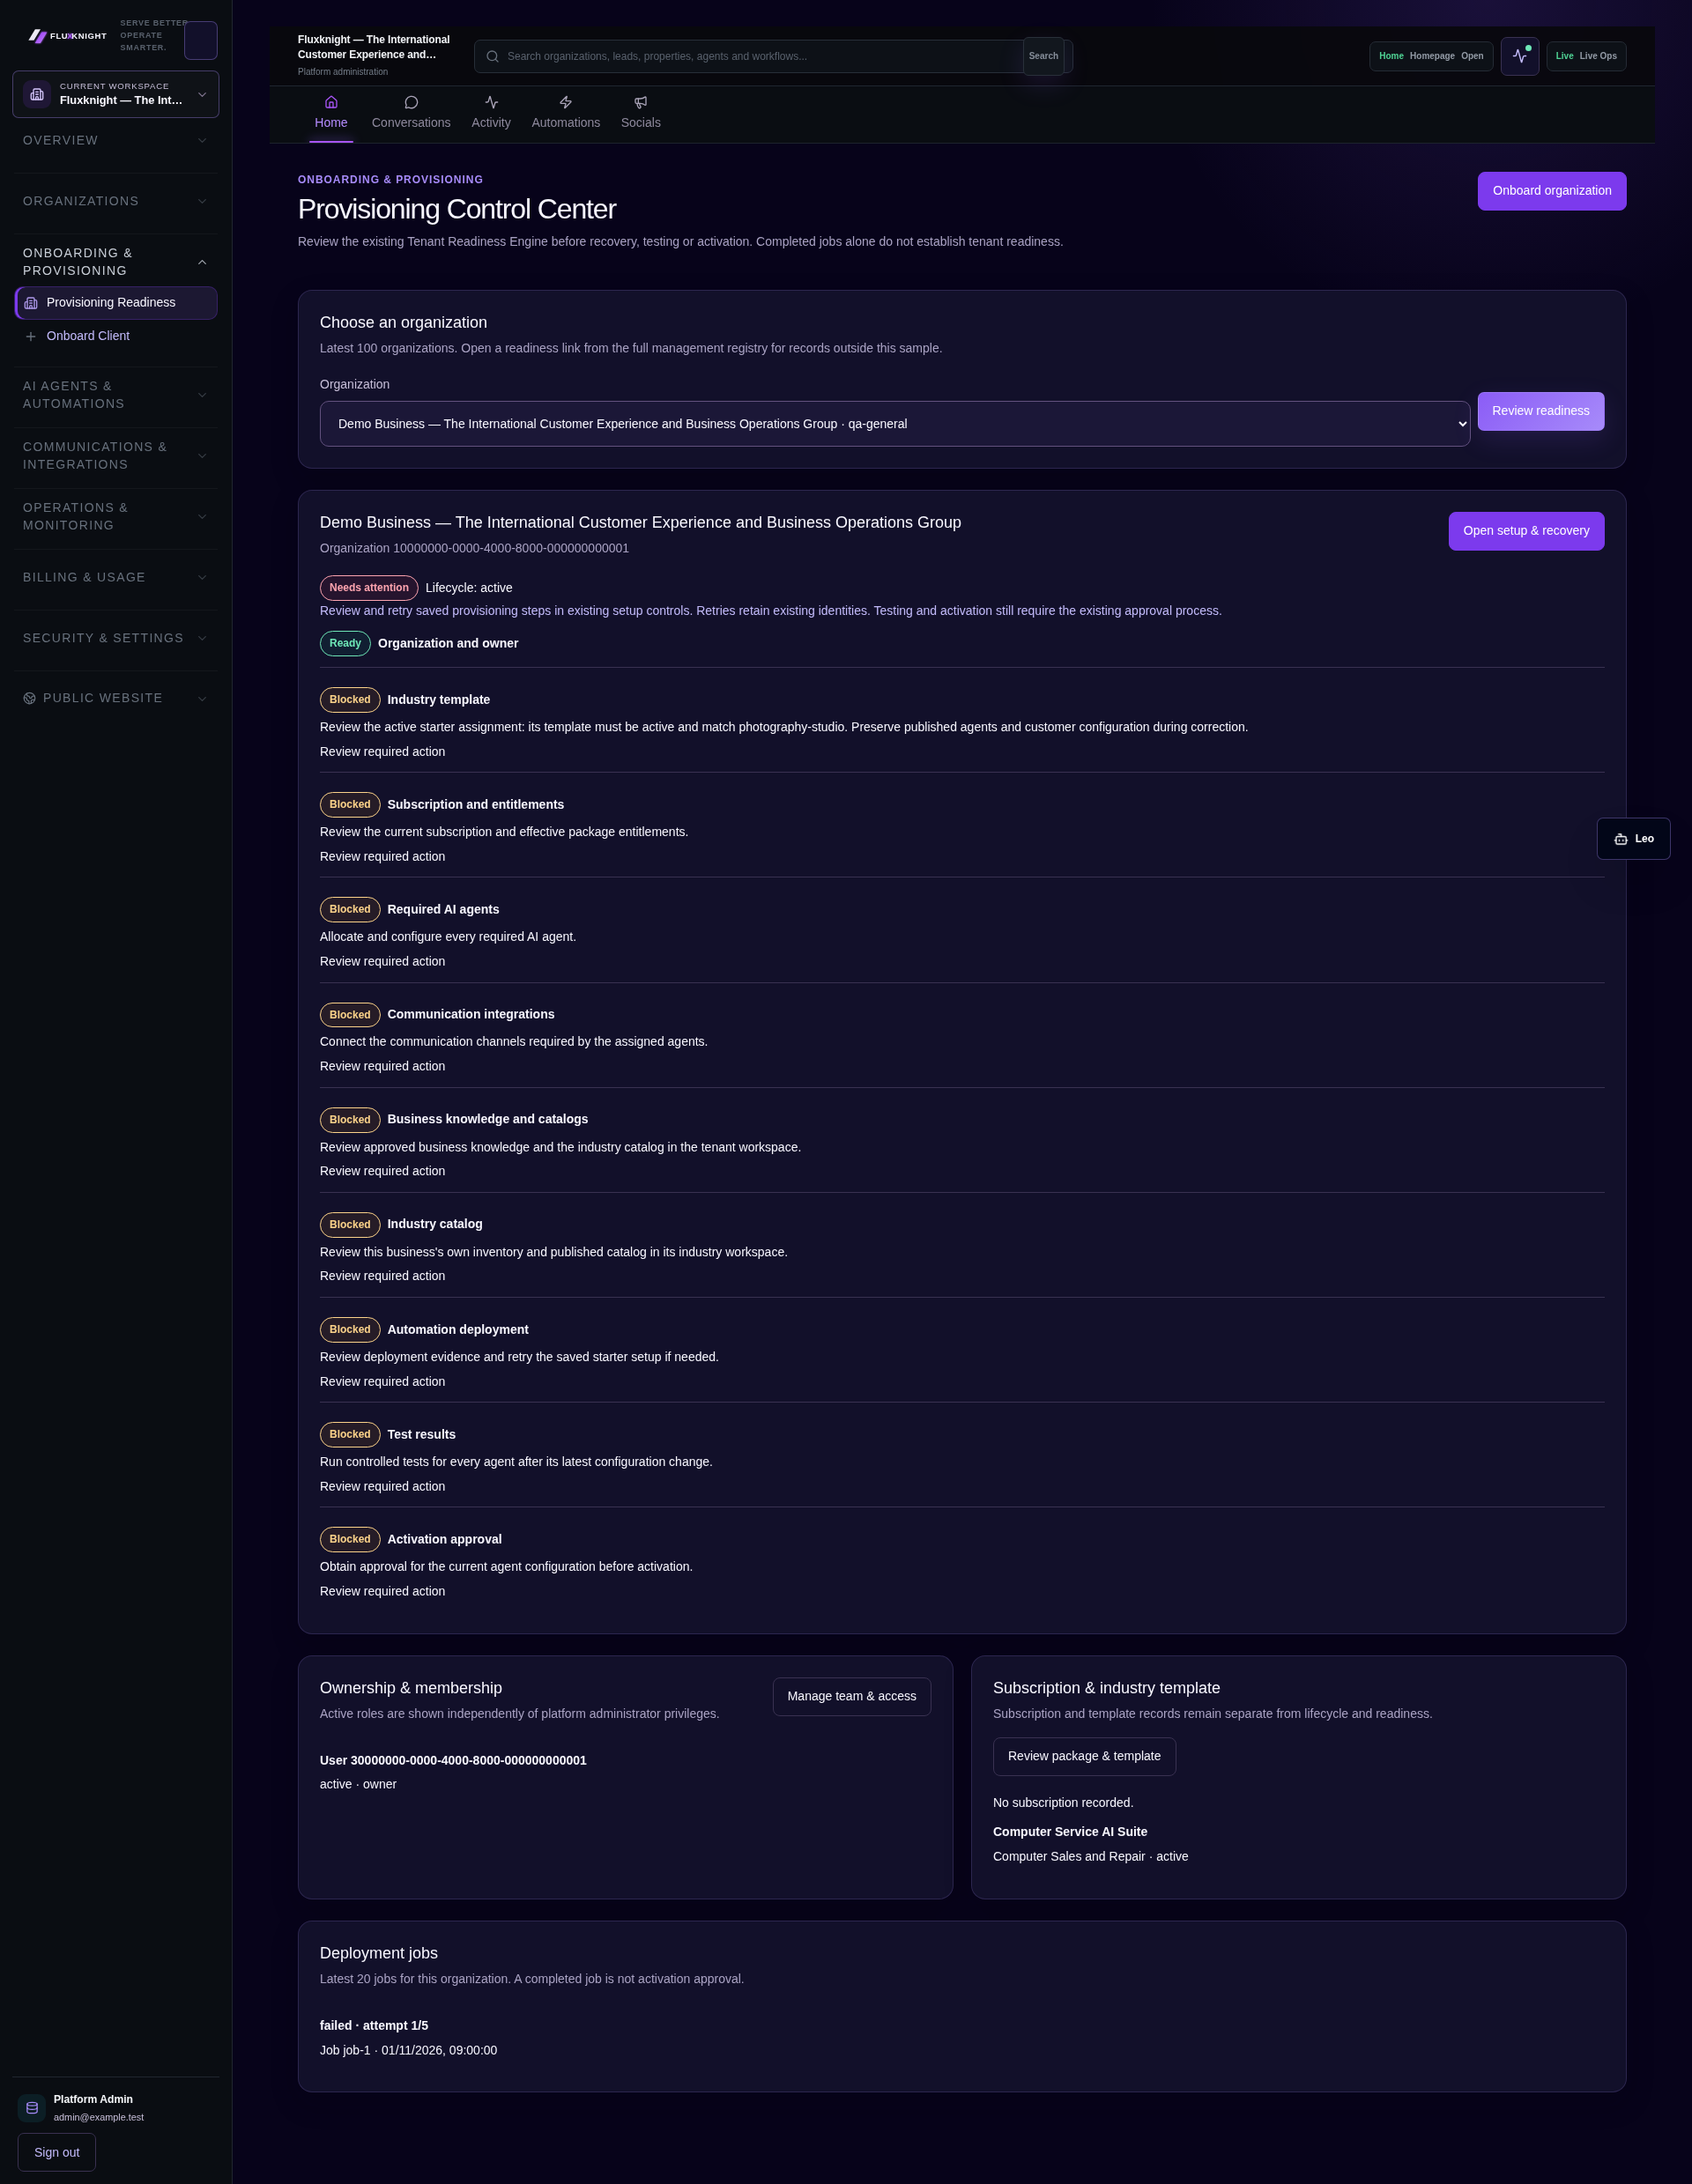 FLUXKNIGHT
SERVE BETTER
OPERATE
SMARTER.
CURRENT WORKSPACE
Fluxknight — The Int…
OVERVIEW
ORGANIZATIONS
ONBOARDING &
PROVISIONING
Provisioning Readiness
Onboard Client
AI AGENTS &
AUTOMATIONS
COMMUNICATIONS &
INTEGRATIONS
OPERATIONS &
MONITORING
BILLING & USAGE
SECURITY & SETTINGS
PUBLIC WEBSITE
Platform Admin
admin@example.test
Sign out
Fluxknight — The International
Customer Experience and…
Platform administration
Search organizations, leads, properties, agents and workflows...
Search
Home Homepage Open
Live Live Ops
Home
Conversations
Activity
Automations
Socials
ONBOARDING & PROVISIONING
Provisioning Control Center
Review the existing Tenant Readiness Engine before recovery, testing or activation. Completed jobs alone do not establish tenant readiness.
Onboard organization
Choose an organization
Latest 100 organizations. Open a readiness link from the full management registry for records outside this sample.
Organization
Demo Business — The International Customer Experience and Business Operations Group · qa-general
Review readiness
Demo Business — The International Customer Experience and Business Operations Group
Organization 10000000-0000-4000-8000-000000000001
Open setup & recovery
Needs attention Lifecycle: active
Review and retry saved provisioning steps in existing setup controls. Retries retain existing identities. Testing and activation still require the existing approval process.
Ready Organization and owner
Blocked Industry template
Review the active starter assignment: its template must be active and match photography-studio. Preserve published agents and customer configuration during correction.
Review required action
Blocked Subscription and entitlements
Review the current subscription and effective package entitlements.
Review required action
Blocked Required AI agents
Allocate and configure every required AI agent.
Review required action
Blocked Communication integrations
Connect the communication channels required by the assigned agents.
Review required action
Blocked Business knowledge and catalogs
Review approved business knowledge and the industry catalog in the tenant workspace.
Review required action
Blocked Industry catalog
Review this business's own inventory and published catalog in its industry workspace.
Review required action
Blocked Automation deployment
Review deployment evidence and retry the saved starter setup if needed.
Review required action
Blocked Test results
Run controlled tests for every agent after its latest configuration change.
Review required action
Blocked Activation approval
Obtain approval for the current agent configuration before activation.
Review required action
Leo
Ownership & membership
Active roles are shown independently of platform administrator privileges.
Manage team & access
User 30000000-0000-4000-8000-000000000001
active · owner
Subscription & industry template
Subscription and template records remain separate from lifecycle and readiness.
Review package & template
No subscription recorded.
Computer Service AI Suite
Computer Sales and Repair · active
Deployment jobs
Latest 20 jobs for this organization. A completed job is not activation approval.
failed · attempt 1/5
Job job-1 · 01/11/2026, 09:00:00